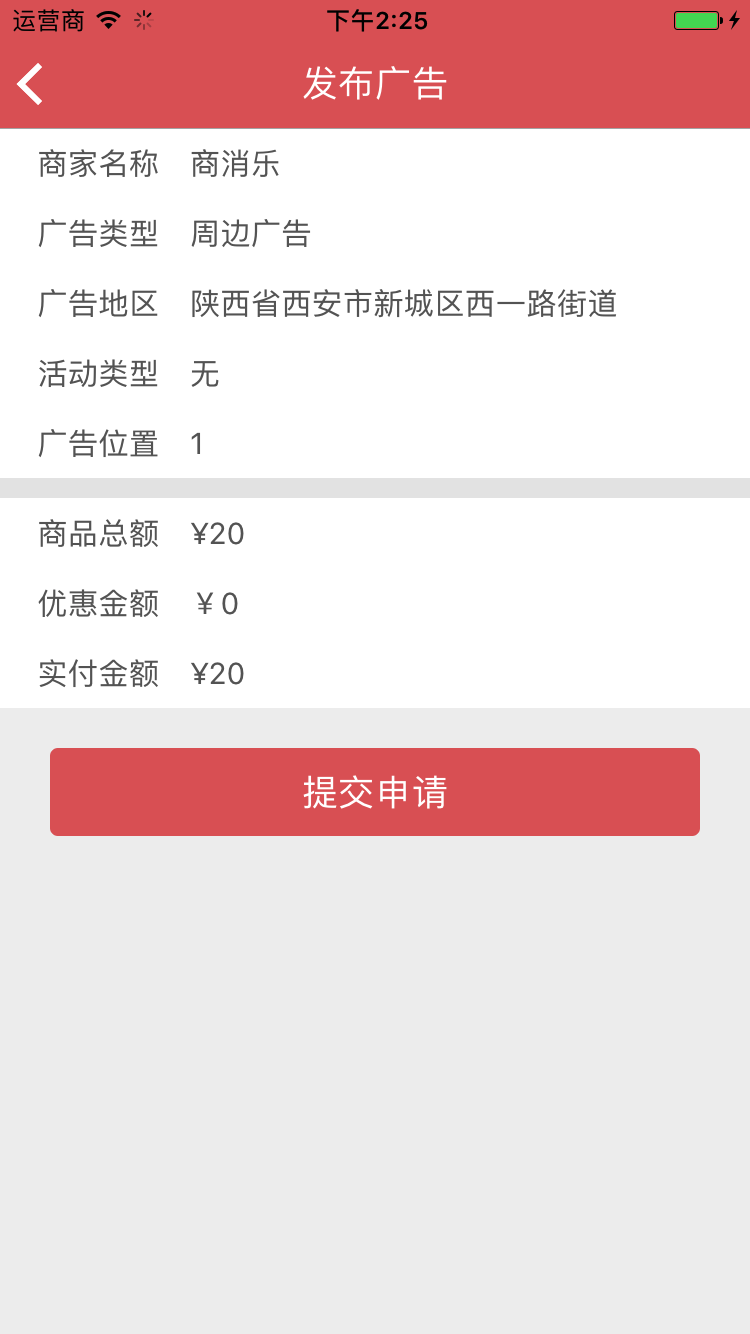 运营商 下午2:25
发布广告
商家名称 商消乐
广告类型 周边广告
广告地区 陕西省西安市新城区西一路街道
活动类型 无
广告位置 1
商品总额 ¥20
优惠金额 ￥0
实付金额 ¥20
提交申请